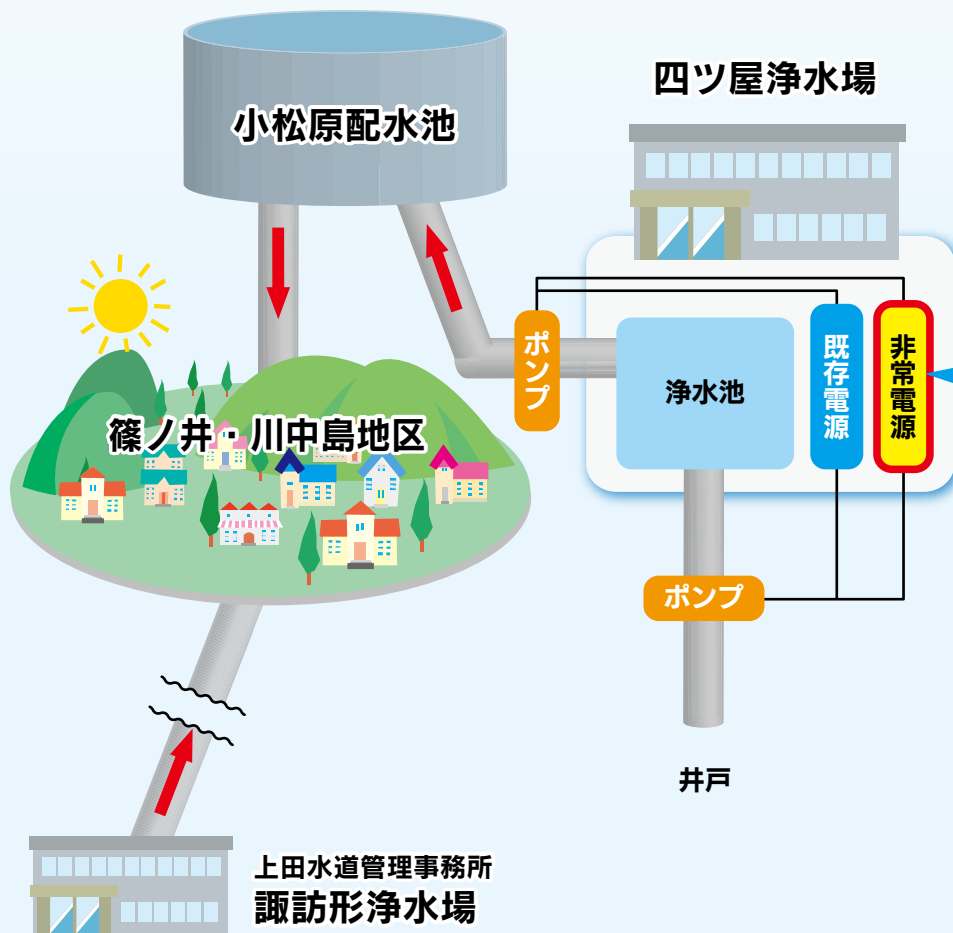 小松原配水池
四ツ屋浄水場
ポンプ
浄水池
既存電源
非常電源
篠ノ井・川中島地区
ポンプ
井戸
上田水道管理事務所
諏訪形浄水場